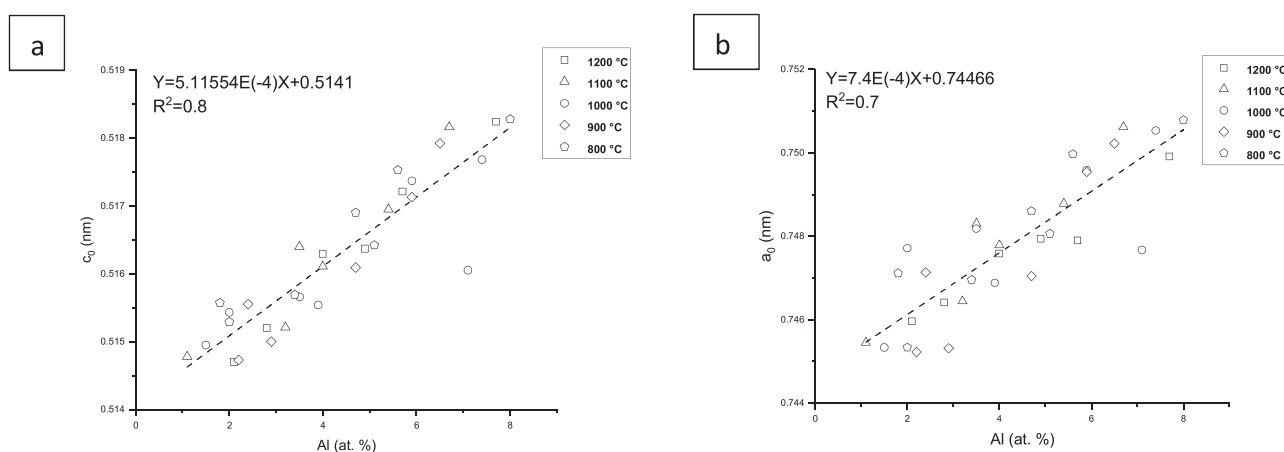 a
Y=5.11554E(-4)X+0.5141
R²=0.8
1200 °C
1100 °C
1000 °C
900 °C
800 °C
0.519
0.518
0.517
0.516
0.515
0.514
c₀ (nm)
0 2 4 6 8
Al (at. %)
b
Y=7.4E(-4)X+0.74466
R²=0.7
1200 °C
1100 °C
1000 °C
900 °C
800 °C
0.752
0.750
0.748
0.746
0.744
a₀ (nm)
0 2 4 6 8
Al (at. %)